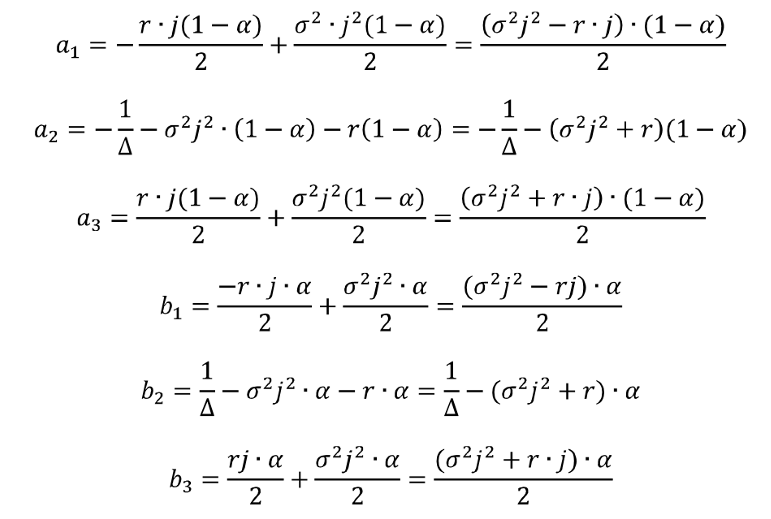 a₁ = −(r · j(1 − α))/2 + (σ² · j²(1 − α))/2 = ((σ²j² − r · j) · (1 − α))/2
a₂ = −1/Δ − σ²j² · (1 − α) − r(1 − α) = −1/Δ − (σ²j² + r)(1 − α)
a₃ = (r · j(1 − α))/2 + (σ²j²(1 − α))/2 = ((σ²j² + r · j) · (1 − α))/2
b₁ = (−r · j · α)/2 + (σ²j² · α)/2 = ((σ²j² − rj) · α)/2
b₂ = 1/Δ − σ²j² · α − r · α = 1/Δ − (σ²j² + r) · α
b₃ = (rj · α)/2 + (σ²j² · α)/2 = ((σ²j² + r · j) · α)/2